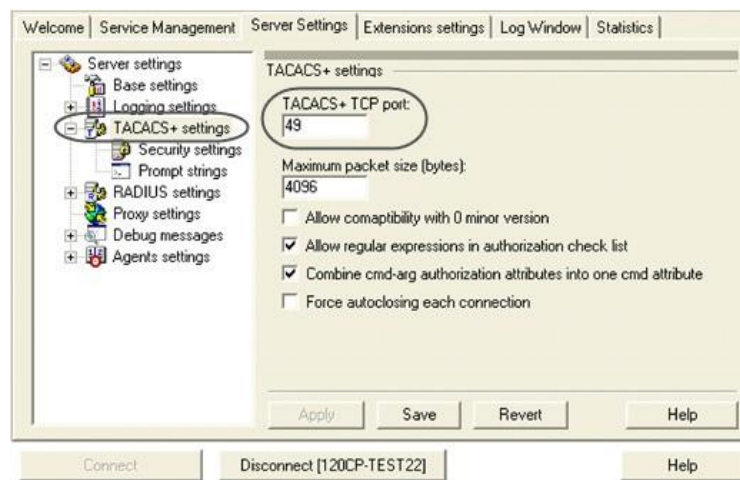 Welcome Service Management Server Settings Extensions settings Log Window Statistics
Server settings
Base settings
Logging settings
TACACS+ settings
Security settings
Prompt strings
RADIUS settings
Proxy settings
Debug messages
Agents settings
TACACS+ settings
TACACS+ TCP port:
49
Maximum packet size (bytes):
4096
Allow comaptibility with 0 minor version
Allow regular expressions in authorization check list
Combine cmd-arg authorization attributes into one cmd attribute
Force autoclosing each connection
Apply Save Revert Help
Connect Disconnect [120CP-TEST22] Help